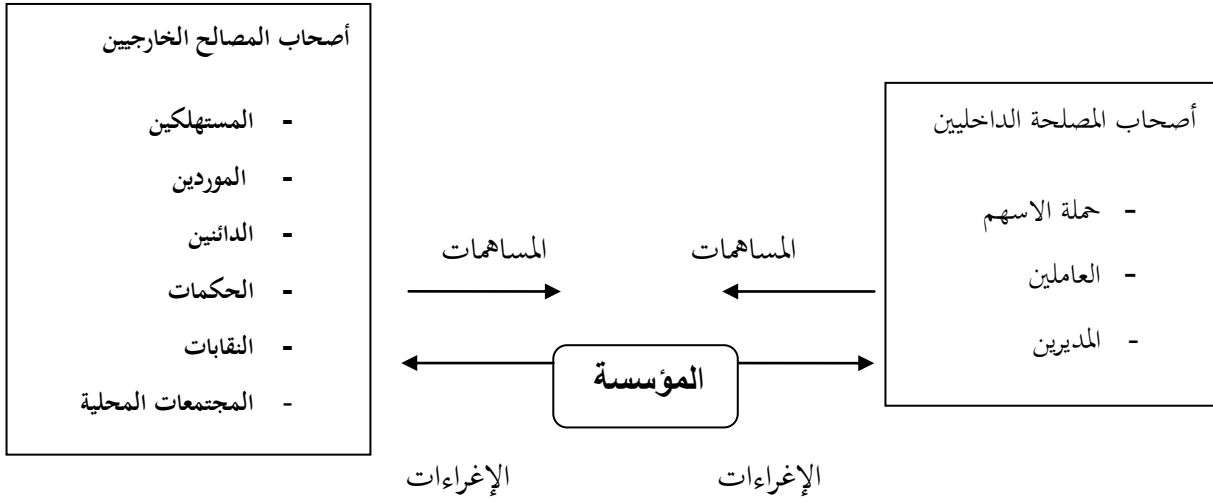 أصحاب المصالح الخارجيين
- المستهلكين
- الموردين
- الدائنين
- الحكمات
- النقابات
- المجتمعات المحلية
أصحاب المصلحة الداخليين
- حملة الاسهم
- العاملين
- المديرين
المساهمات
المساهمات
المؤسسة
الإغراءات
الإغراءات